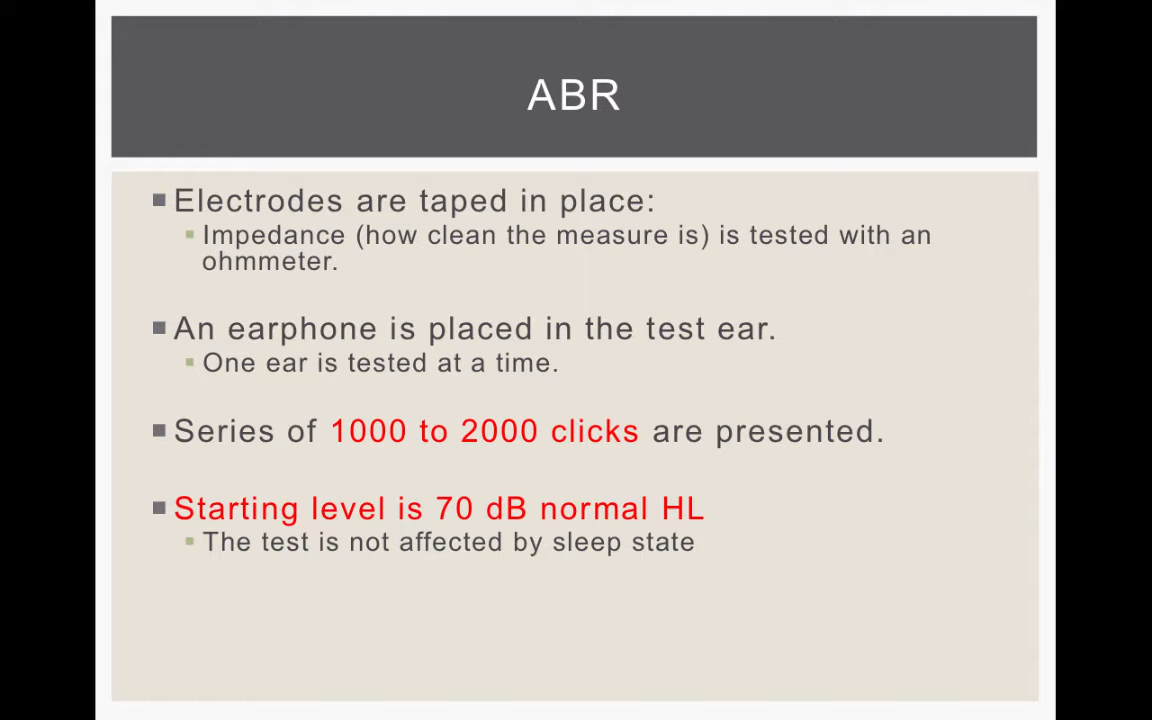 ABR
Electrodes are taped in place:
Impedance (how clean the measure is) is tested with an
ohmmeter.
An earphone is placed in the test ear.
One ear is tested at a time.
Series of 1000 to 2000 clicks are presented.
Starting level is 70 dB normal HL
The test is not affected by sleep state